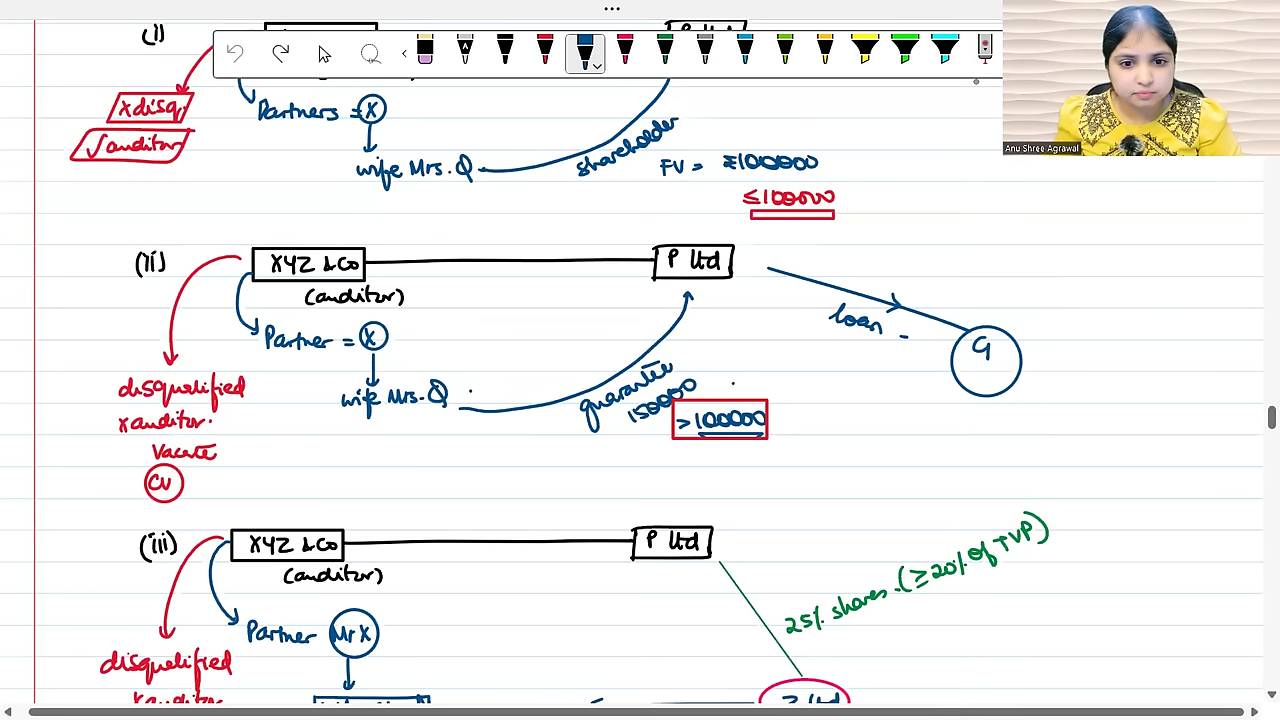 (i)
Partners = X
wife Mrs. Q
shareholder
FV = ≥100000
≤100000
x disq.
√ auditor
Anu Shree Agrawal
(ii)
XYZ & Co
(auditor)
P Ltd
loan
G
Partner = X
wife Mrs. Q
guarantee
150000
>100000
disqualified
x auditor.
Vacate
CV
(iii)
XYZ & Co
(auditor)
P Ltd
25% shares. (≥20% of TVP)
Partner Mr X
disqualified